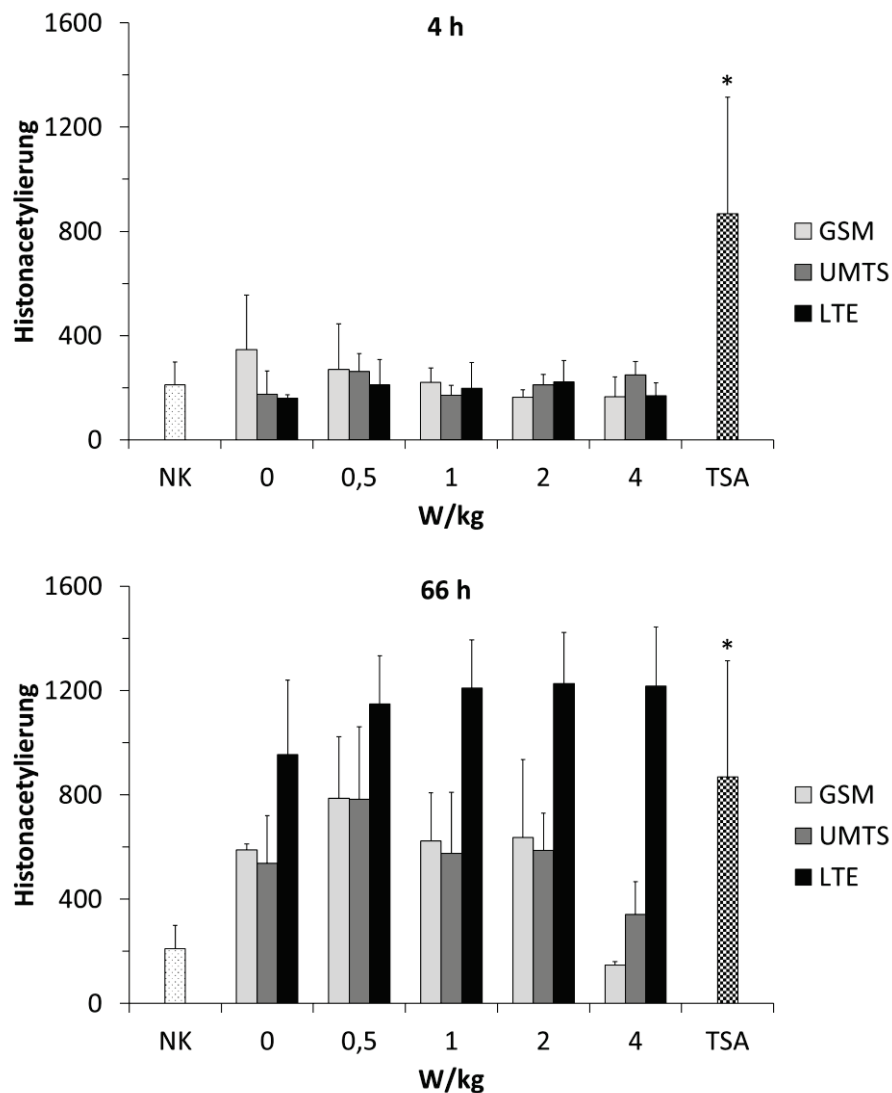 4 h
Histonacetylierung
1600
1200
800
400
0
*
GSM
UMTS
LTE
NK 0 0,5 1 2 4 TSA
W/kg
66 h
Histonacetylierung
1600
1200
800
400
0
*
GSM
UMTS
LTE
NK 0 0,5 1 2 4 TSA
W/kg